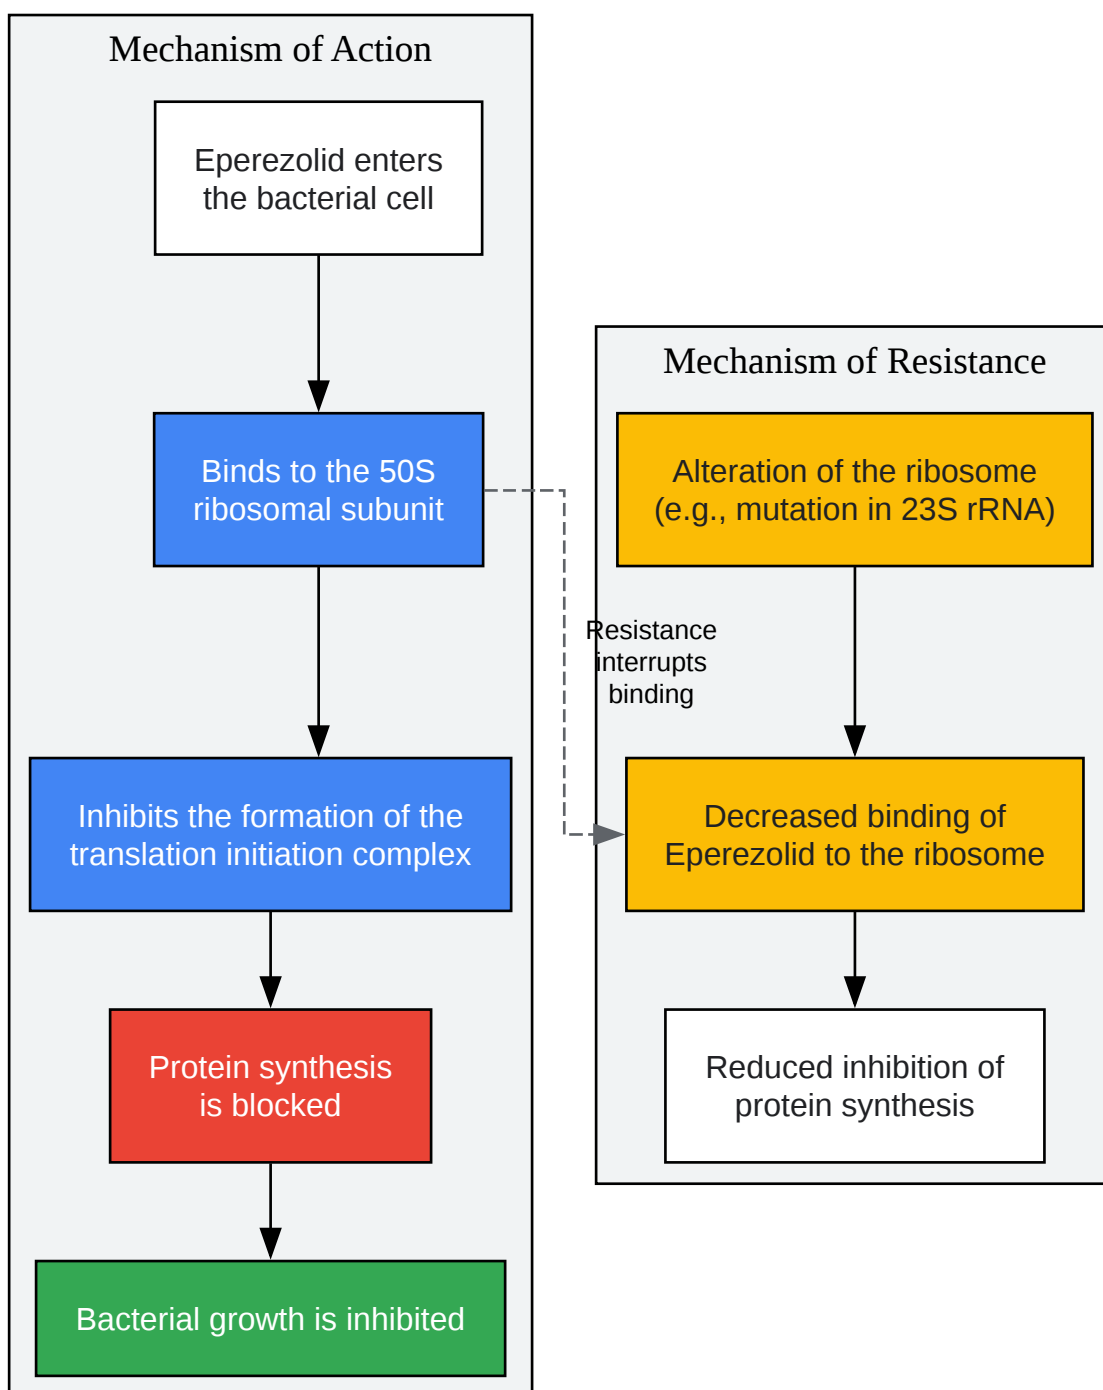 Mechanism of Action
Eperezolid enters
the bacterial cell
Binds to the 50S
ribosomal subunit
Inhibits the formation of the
translation initiation complex
Protein synthesis
is blocked
Bacterial growth is inhibited
Resistance
interrupts
binding
Mechanism of Resistance
Alteration of the ribosome
(e.g., mutation in 23S rRNA)
Decreased binding of
Eperezolid to the ribosome
Reduced inhibition of
protein synthesis